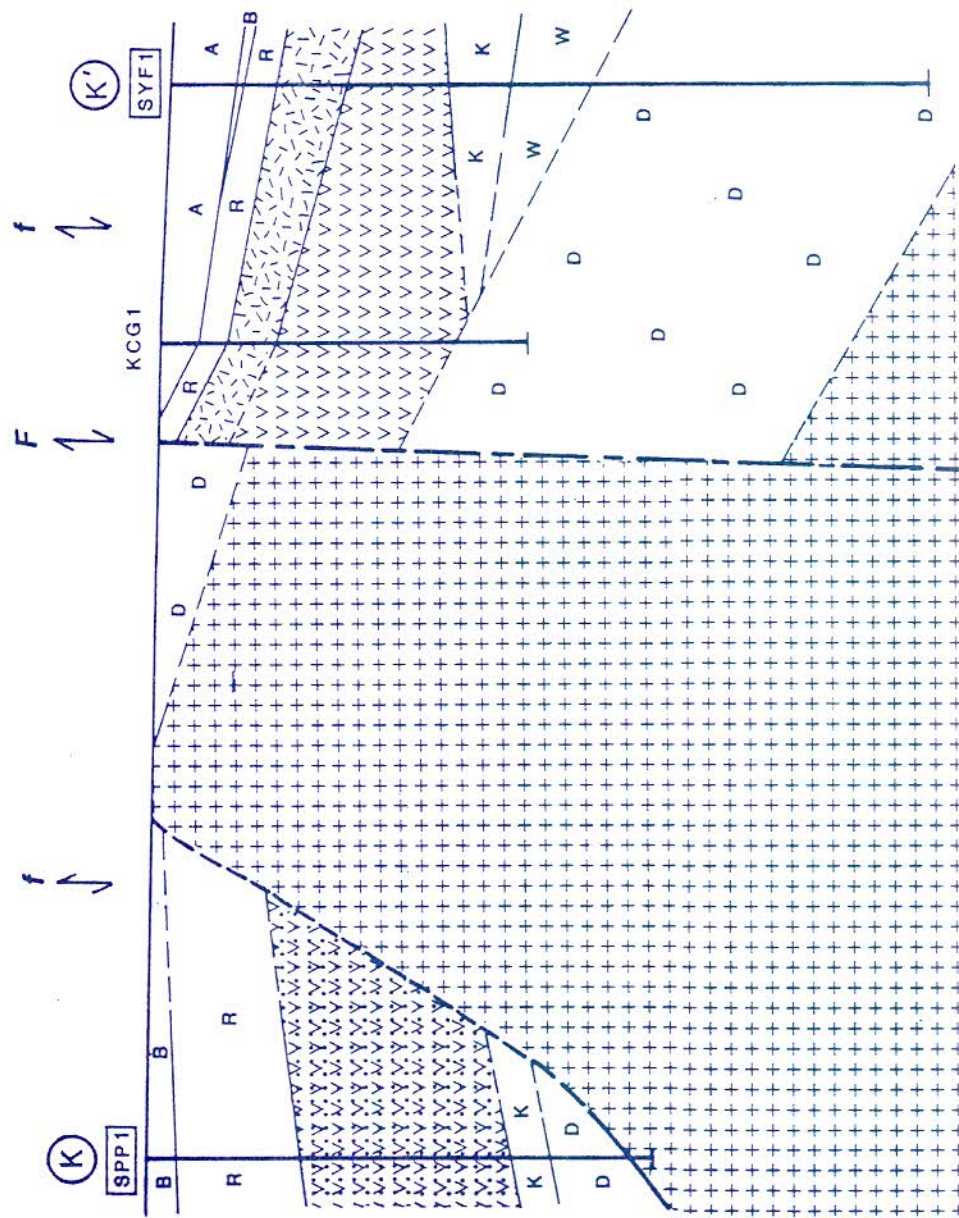 f F f
K K'
SPP1 KCG1 SYF1
B B D D R A A B
R R R R
K K K K
W W
D D D D D
D D
D D D